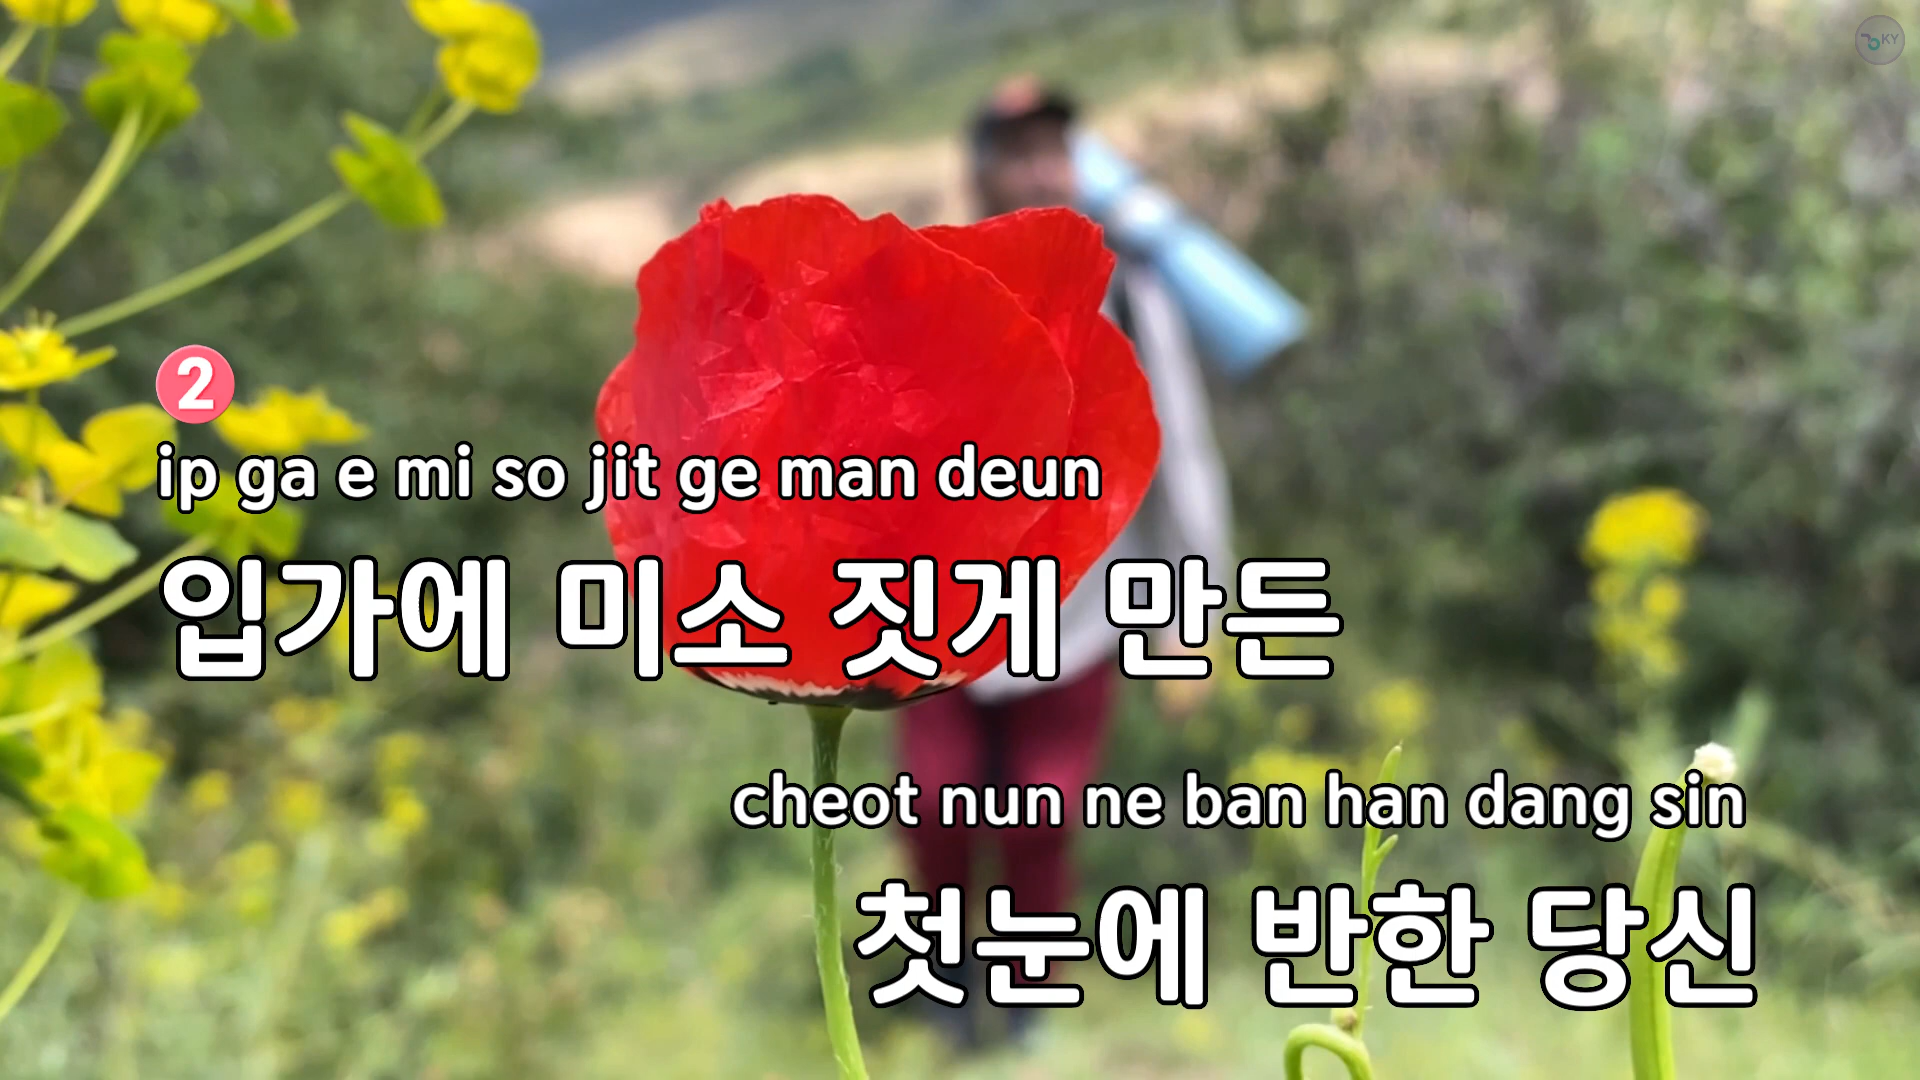 KY
2
ip ga e mi so jit ge man deun
입가에 미소 짓게 만든
cheot nun ne ban han dang sin
첫눈에 반한 당신